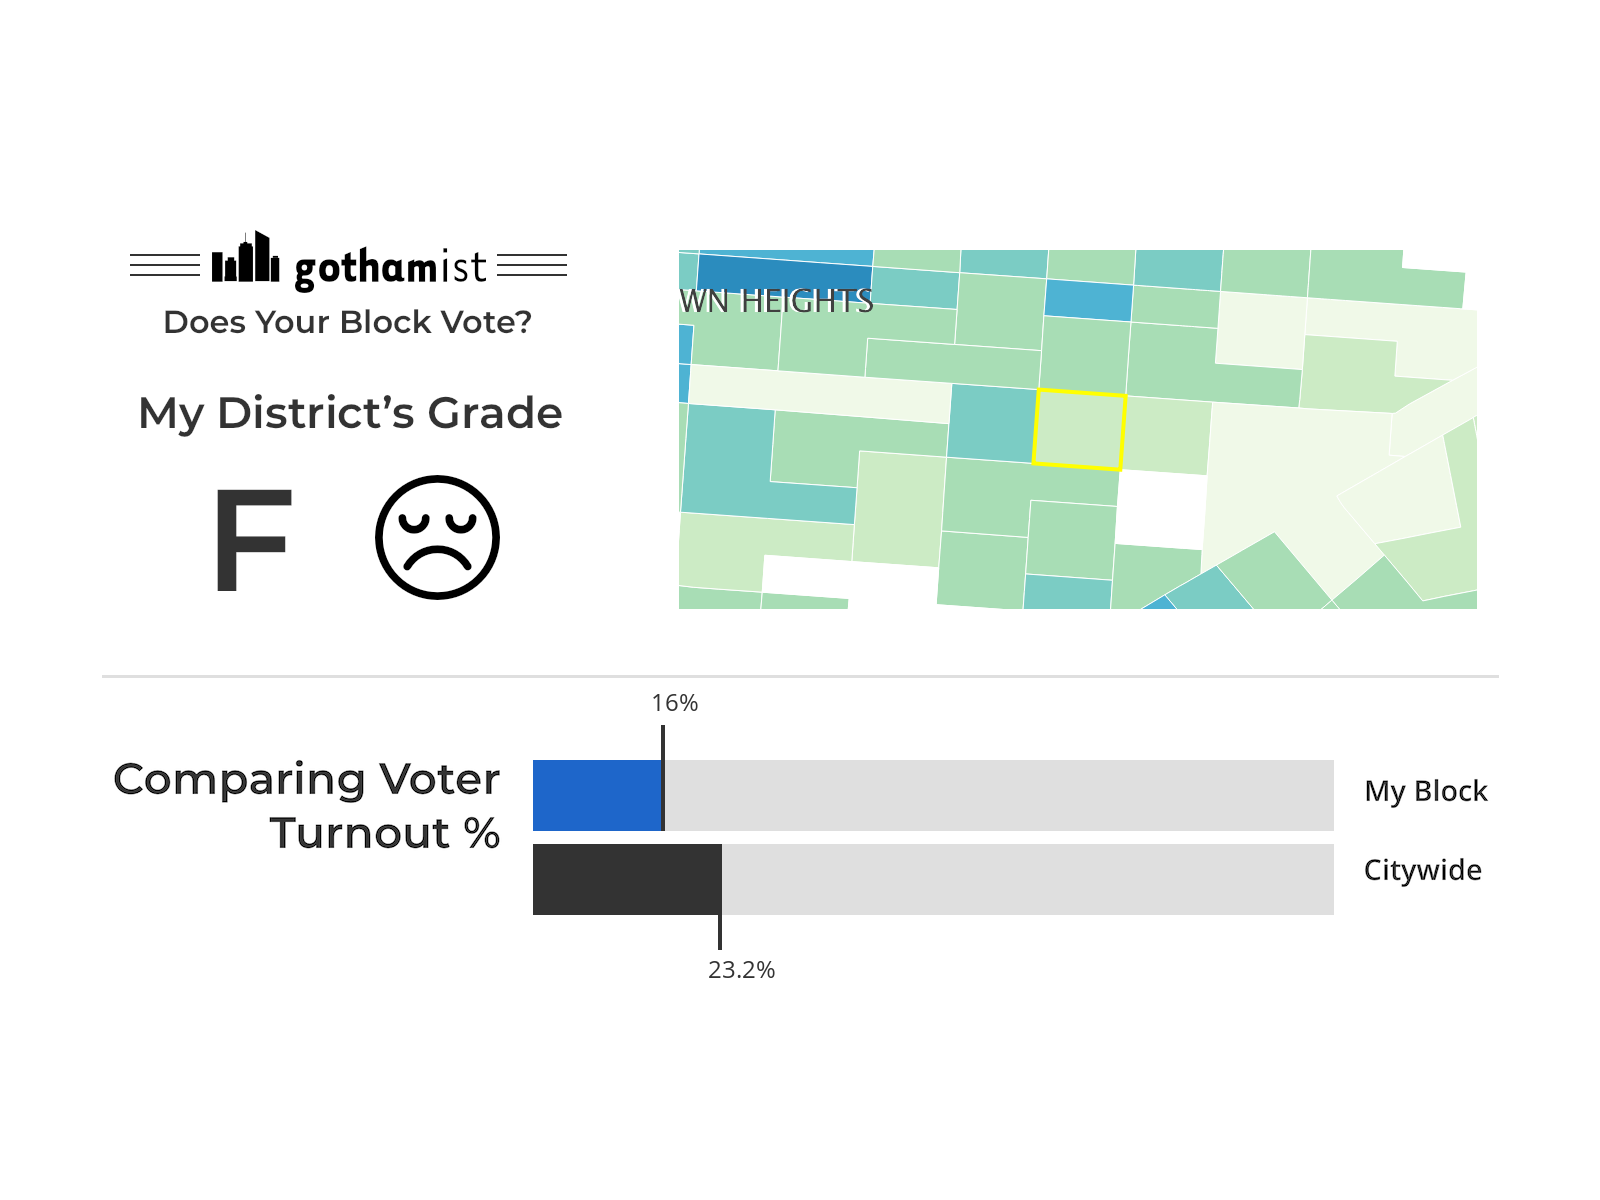 gothamist
Does Your Block Vote?
My District's Grade
F
WN HEIGHTS
16%
Comparing Voter
Turnout %
My Block
Citywide
23.2%